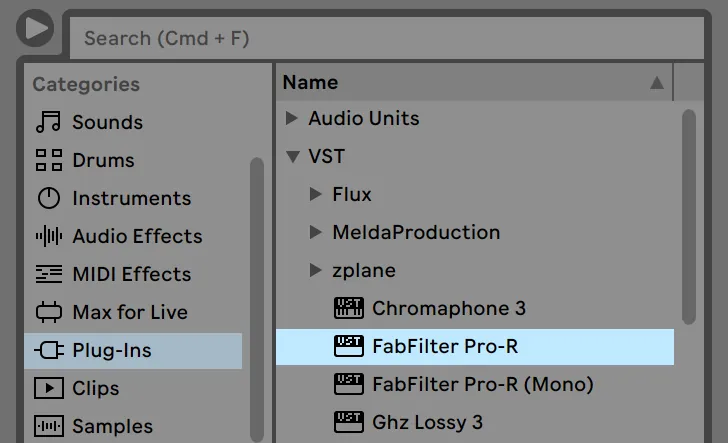 Search (Cmd + F)
Categories
Sounds
Drums
Instruments
Audio Effects
MIDI Effects
Max for Live
Plug-Ins
Clips
Samples
Name
Audio Units
VST
Flux
MeldaProduction
zplane
VST Chromaphone 3
VST FabFilter Pro-R
VST FabFilter Pro-R (Mono)
VST Ghz Lossy 3